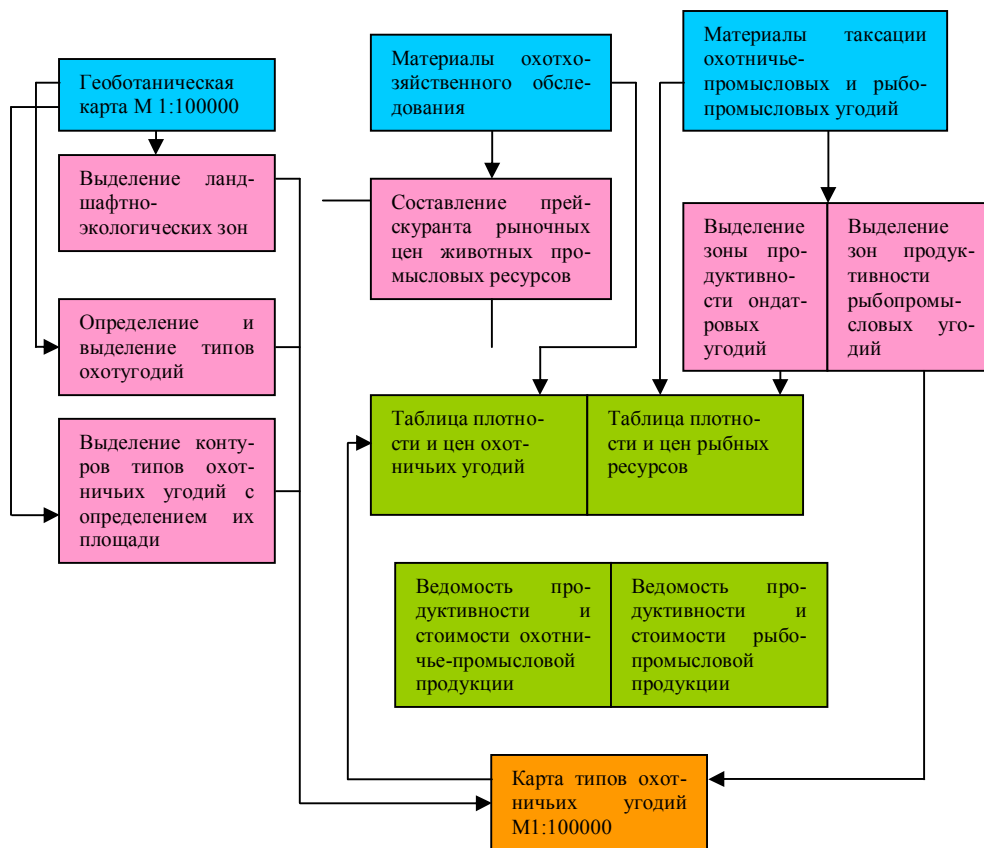 Геоботаническая
карта М 1:100000
Материалы охотхо-
зяйственного обсле-
дования
Материалы таксации
охотничье-
промысловых и рыбо-
промысловых угодий
Выделение ланд-
шафтно-
экологических зон
Составление прей-
скуранта рыночных
цен животных про-
мысловых ресурсов
Выделение
зоны про-
дуктивно-
сти ондат-
ровых
угодий
Выделение
зон продук-
тивности
рыбопромы-
словых уго-
дий
Определение и
выделение типов
охотугодий
Выделение конту-
ров типов охот-
ничьих угодий с
определением их
площади
Таблица плотно-
сти и цен охот-
ничьих угодий
Таблица плотно-
сти и цен рыбных
ресурсов
Ведомость про-
дуктивности и
стоимости охотни-
чье-промысловой
продукции
Ведомость про-
дуктивности и
стоимости рыбо-
промысловой
продукции
Карта типов охот-
ничьих угодий
М1:100000